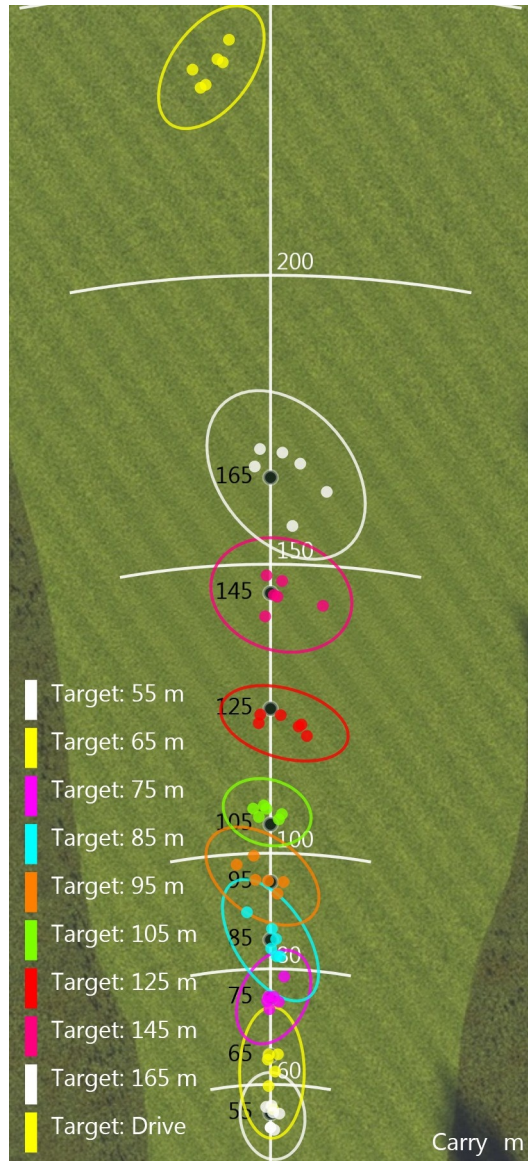 200
165
150
145
125
105
100
95
85
80
75
65
60
55
Target: 55 m
Target: 65 m
Target: 75 m
Target: 85 m
Target: 95 m
Target: 105 m
Target: 125 m
Target: 145 m
Target: 165 m
Target: Drive
Carry m